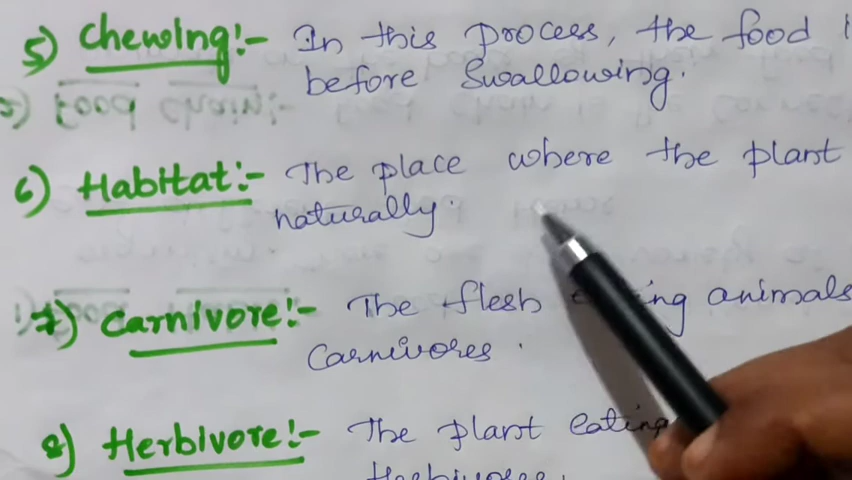 5) Chewing:- In this process, the food
before Swallowing.
6) Habitat:- The place where the plant
naturally.
7) Carnivore:- The flesh animals
Carnivores.
8) Herbivore:- The plant eating
Herbivores.